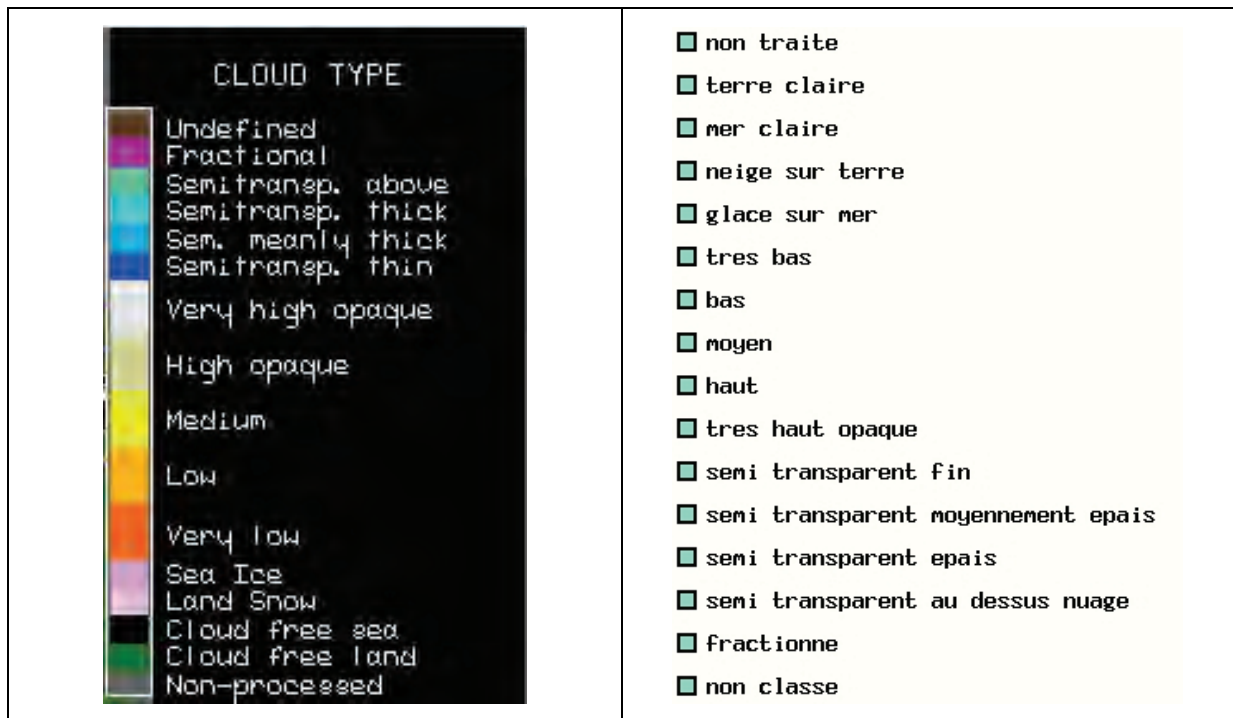 CLOUD TYPE
Undefined
Fractional
Semitransp. above
Semitransp. thick
Sem. meanly thick
Semitransp. thin
Very high opaque
High opaque
Medium
Low
Very low
Sea Ice
Land Snow
Cloud free sea
Cloud free land
Non-processed
non traite
terre claire
mer claire
neige sur terre
glace sur mer
tres bas
bas
moyen
haut
tres haut opaque
semi transparent fin
semi transparent moyennement epais
semi transparent epais
semi transparent au dessus nuage
fractionne
non classe